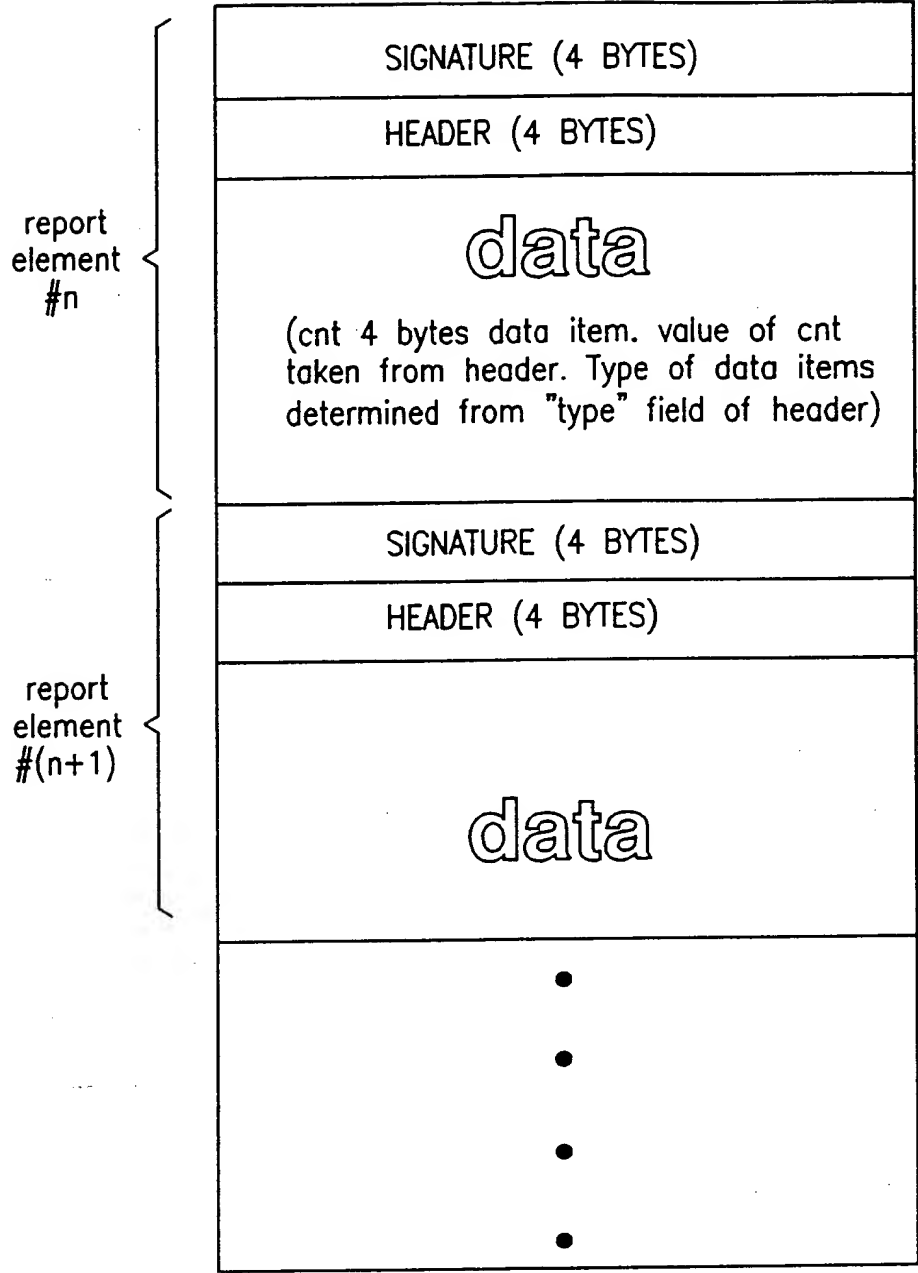 SIGNATURE (4 BYTES)
HEADER (4 BYTES)
report
element
#n
data
(cnt 4 bytes data item. value of cnt
taken from header. Type of data items
determined from "type" field of header)
SIGNATURE (4 BYTES)
HEADER (4 BYTES)
report
element
#(n+1)
data